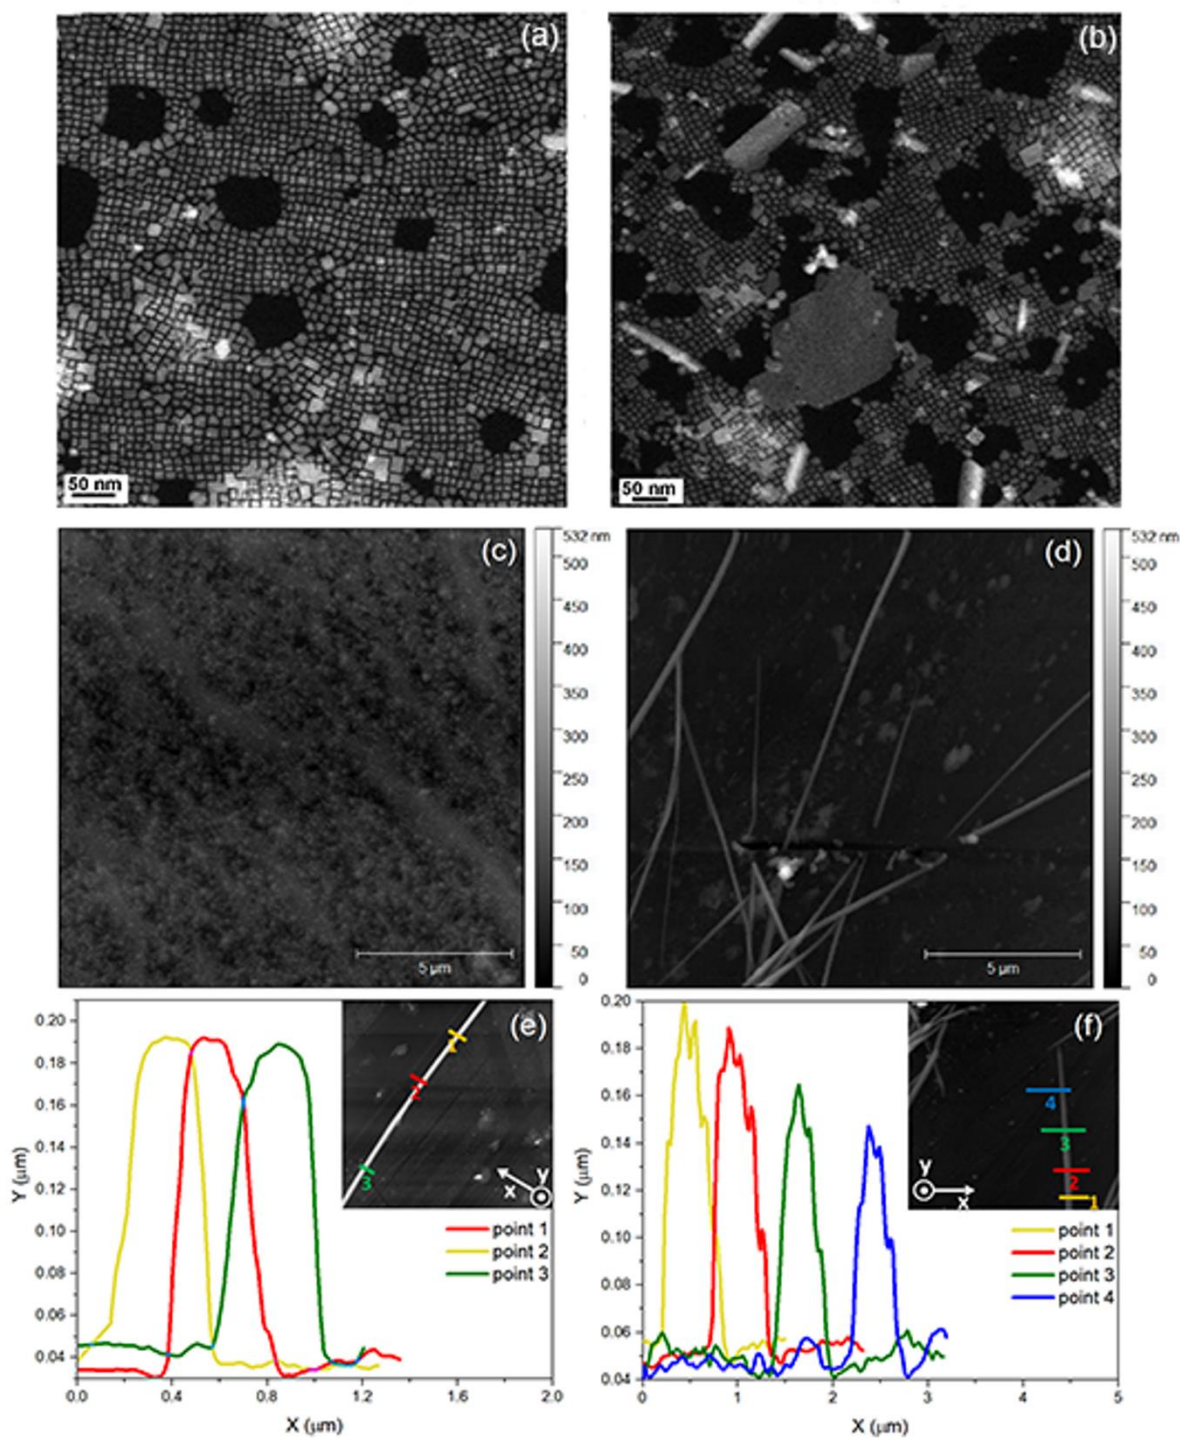 (a)
50 nm
(b)
50 nm
(c)
5 µm
532 nm
500
450
400
350
300
250
200
150
100
50
0
(d)
5 µm
532 nm
500
450
400
350
300
250
200
150
100
50
0
(e)
1
2
3
y
x
point 1
point 2
point 3
0.20
0.18
0.16
0.14
0.12
0.10
0.08
0.06
0.04
Y (µm)
0.0
0.4
0.8
1.2
1.6
2.0
X (µm)
(f)
4
3
2
1
y
x
point 1
point 2
point 3
point 4
0.20
0.18
0.16
0.14
0.12
0.10
0.08
0.06
0.04
Y (µm)
0
1
2
3
4
5
X (µm)